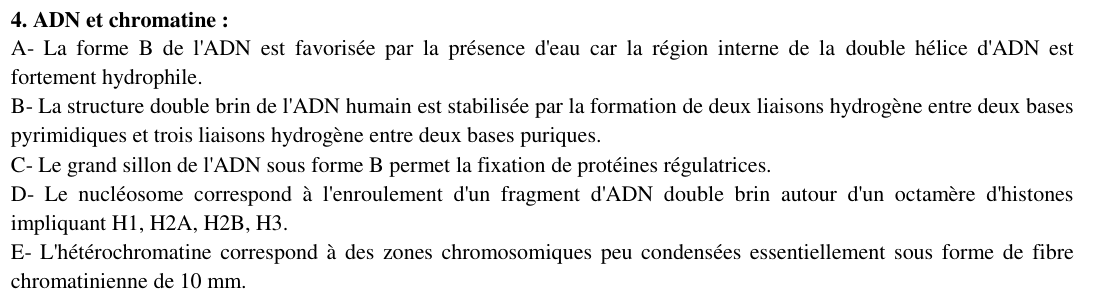 4. ADN et chromatine :
A- La forme B de l'ADN est favorisée par la présence d'eau car la région interne de la double hélice d'ADN est
fortement hydrophile.
B- La structure double brin de l'ADN humain est stabilisée par la formation de deux liaisons hydrogène entre deux bases
pyrimidiques et trois liaisons hydrogène entre deux bases puriques.
C- Le grand sillon de l'ADN sous forme B permet la fixation de protéines régulatrices.
D- Le nucléosome correspond à l'enroulement d'un fragment d'ADN double brin autour d'un octamère d'histones
impliquant H1, H2A, H2B, H3.
E- L'hétérochromatine correspond à des zones chromosomiques peu condensées essentiellement sous forme de fibre
chromatinienne de 10 mm.